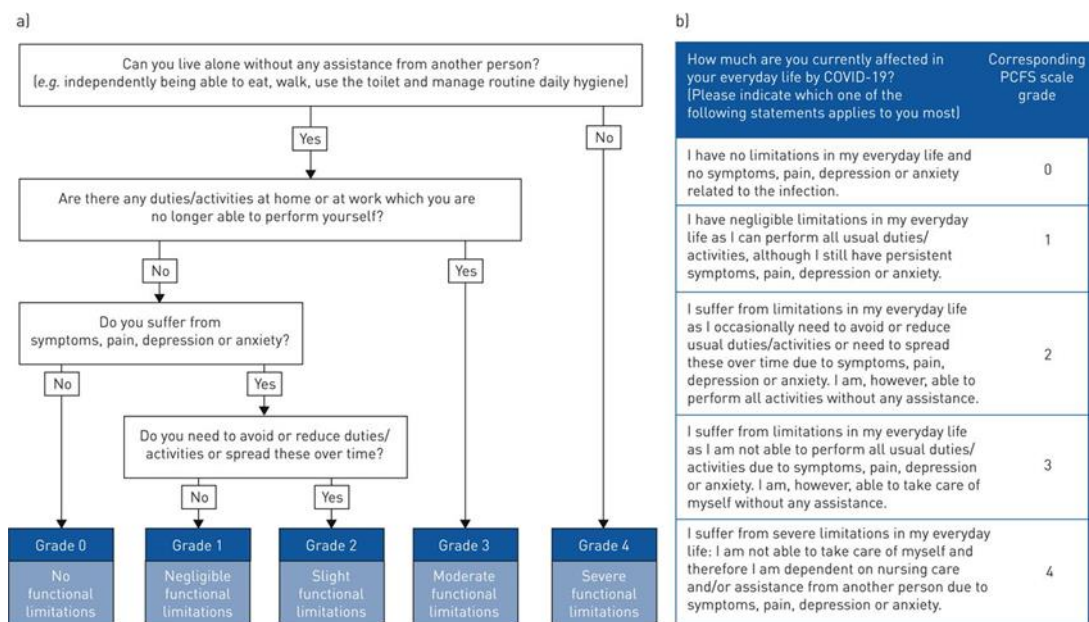 a)
Can you live alone without any assistance from another person?
(e.g. independently being able to eat, walk, use the toilet and manage routine daily hygiene)
Yes
No
Are there any duties/activities at home or at work which you are
no longer able to perform yourself?
No
Yes
Do you suffer from
symptoms, pain, depression or anxiety?
No
Yes
Do you need to avoid or reduce duties/
activities or spread these over time?
No
Yes
Grade 0
Grade 1
Grade 2
Grade 3
Grade 4
No
functional
limitations
Negligible
functional
limitations
Slight
functional
limitations
Moderate
functional
limitations
Severe
functional
limitations
b)
How much are you currently affected in
your everyday life by COVID-19?
(Please indicate which one of the
following statements applies to you most)
Corresponding
PCFS scale
grade
I have no limitations in my everyday life and
no symptoms, pain, depression or anxiety
related to the infection.
0
I have negligible limitations in my everyday
life as I can perform all usual duties/
activities, although I still have persistent
symptoms, pain, depression or anxiety.
1
I suffer from limitations in my everyday life
as I occasionally need to avoid or reduce
usual duties/activities or need to spread
these over time due to symptoms, pain,
depression or anxiety. I am, however, able to
perform all activities without any assistance.
2
I suffer from limitations in my everyday life
as I am not able to perform all usual duties/
activities due to symptoms, pain, depression
or anxiety. I am, however, able to take care of
myself without any assistance.
3
I suffer from severe limitations in my everyday
life: I am not able to take care of myself and
therefore I am dependent on nursing care
and/or assistance from another person due to
symptoms, pain, depression or anxiety.
4